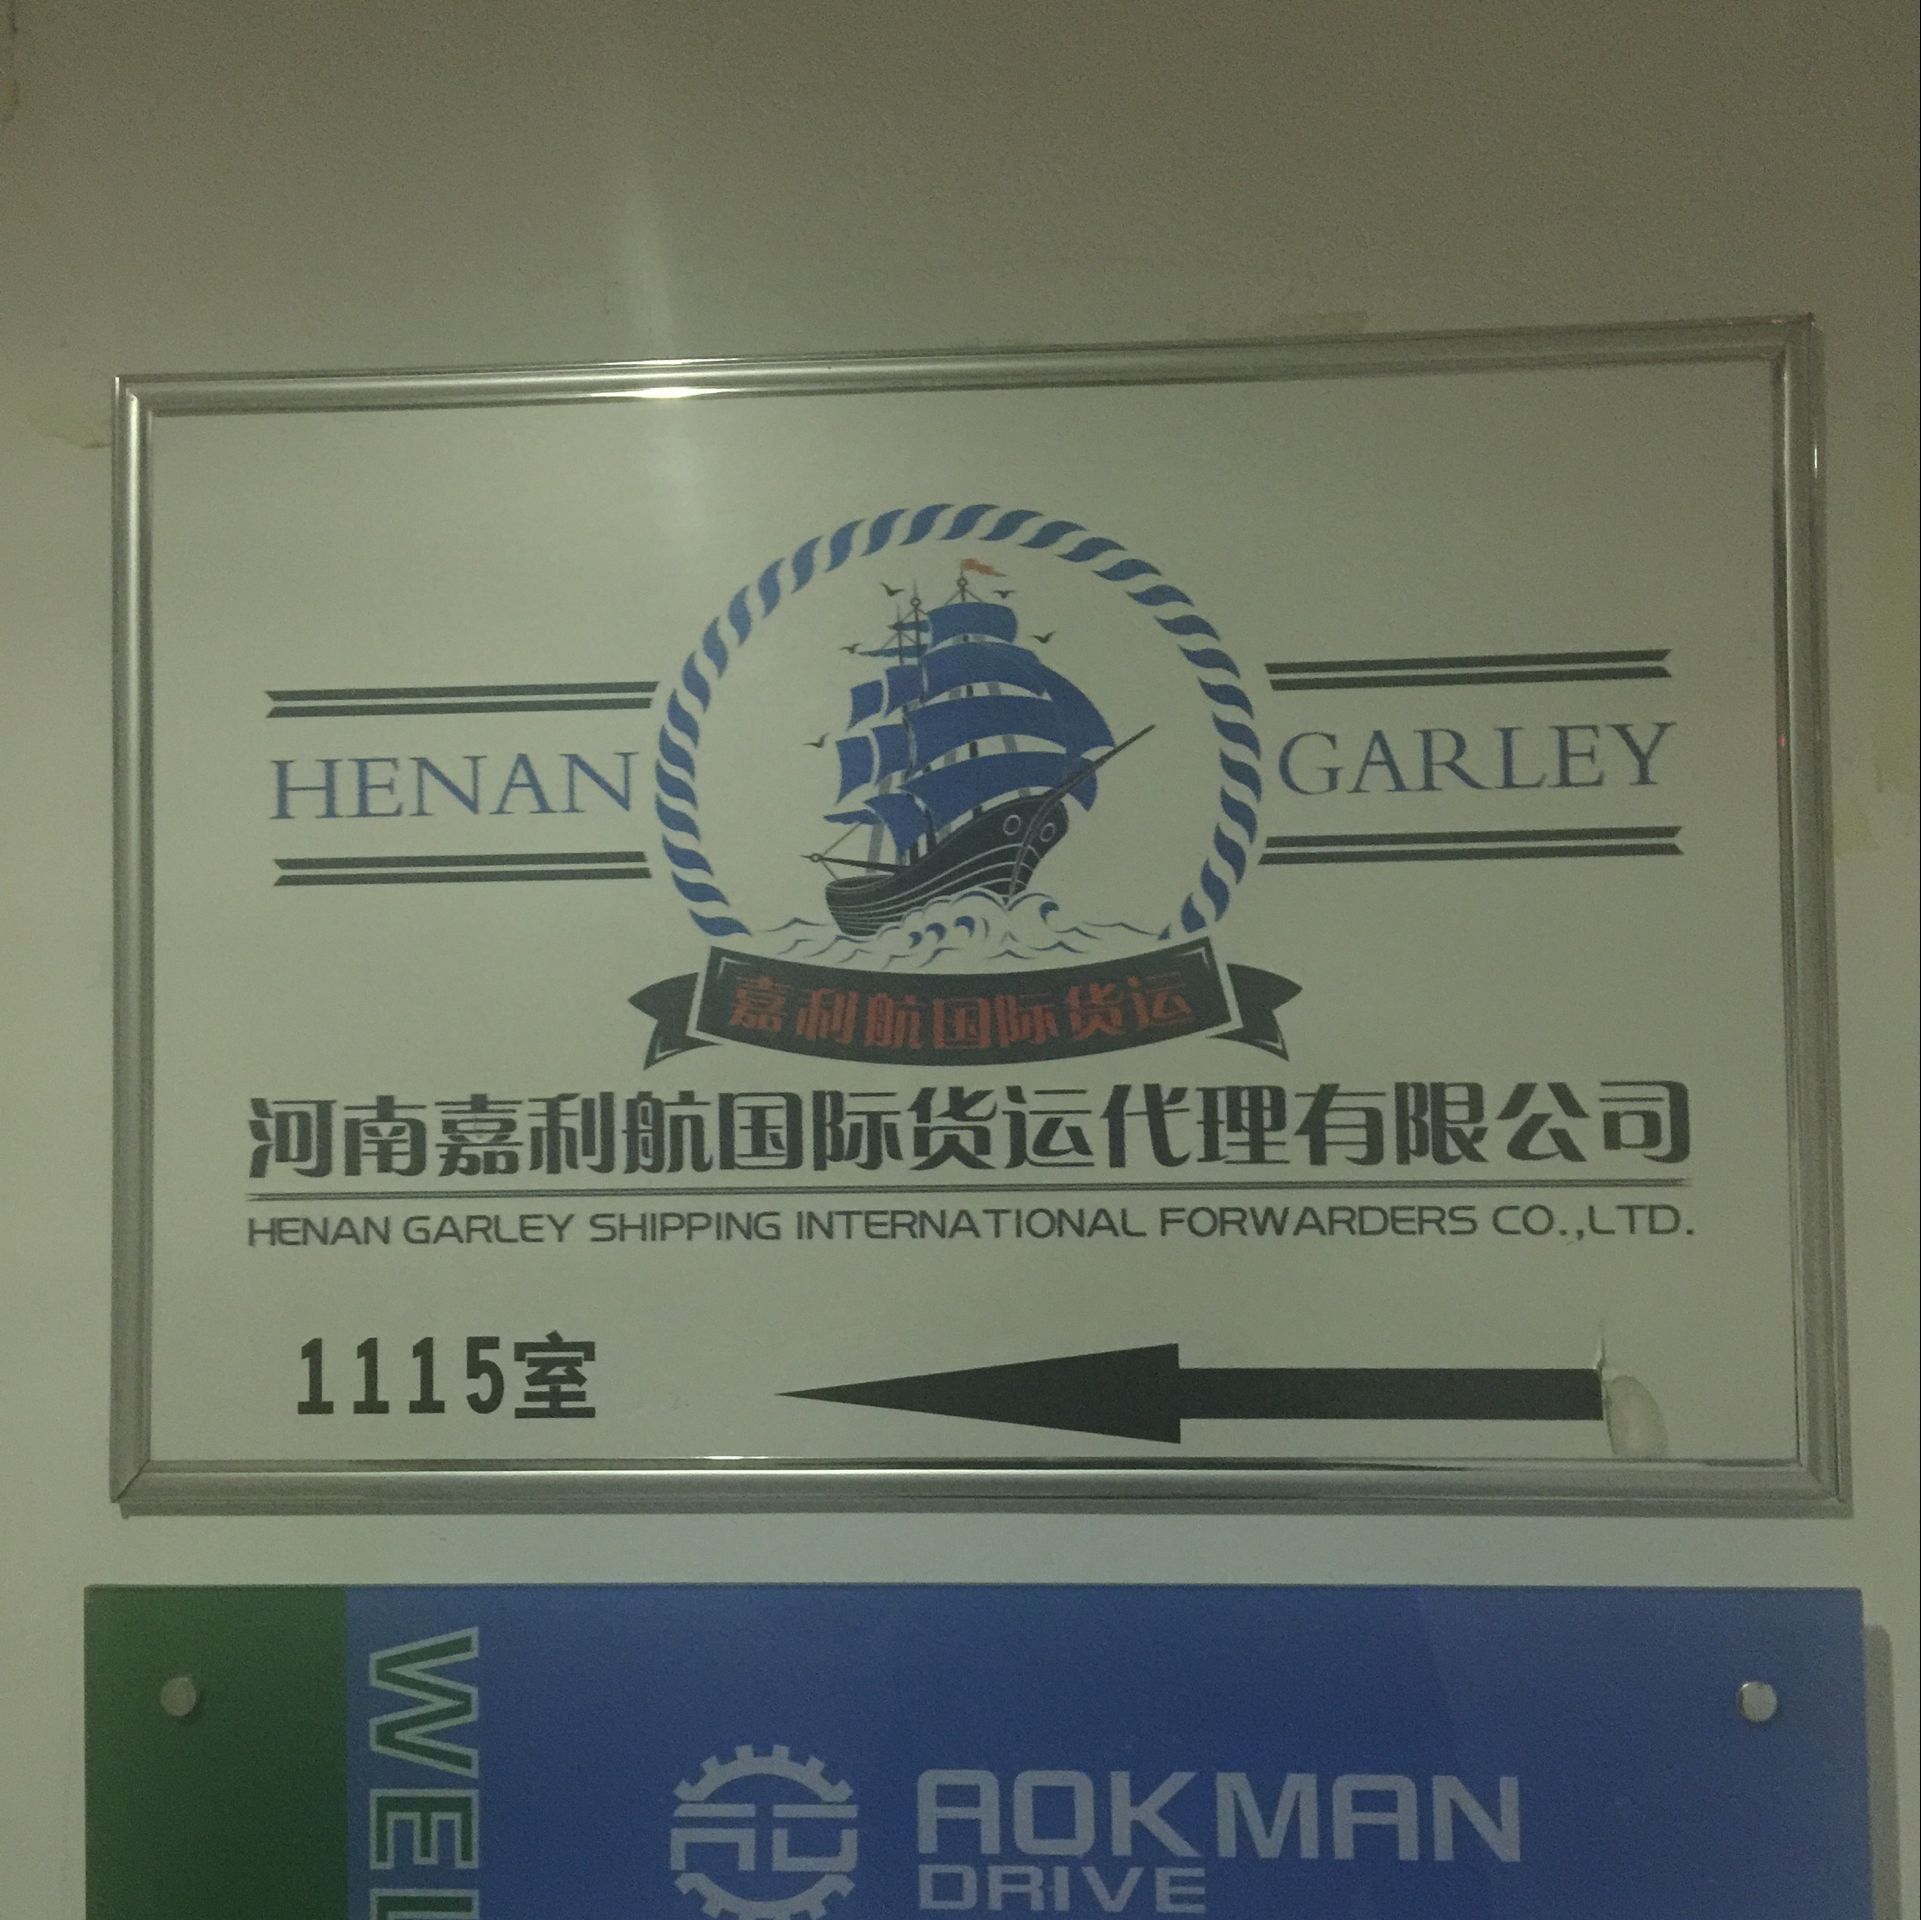 HENAN GARLEY
嘉利航国际货运
河南嘉利航国际货运代理有限公司
HENAN GARLEY SHIPPING INTERNATIONAL FORWARDERS CO.,LTD.
1115室
WEL
AOKMAN
DRIVE